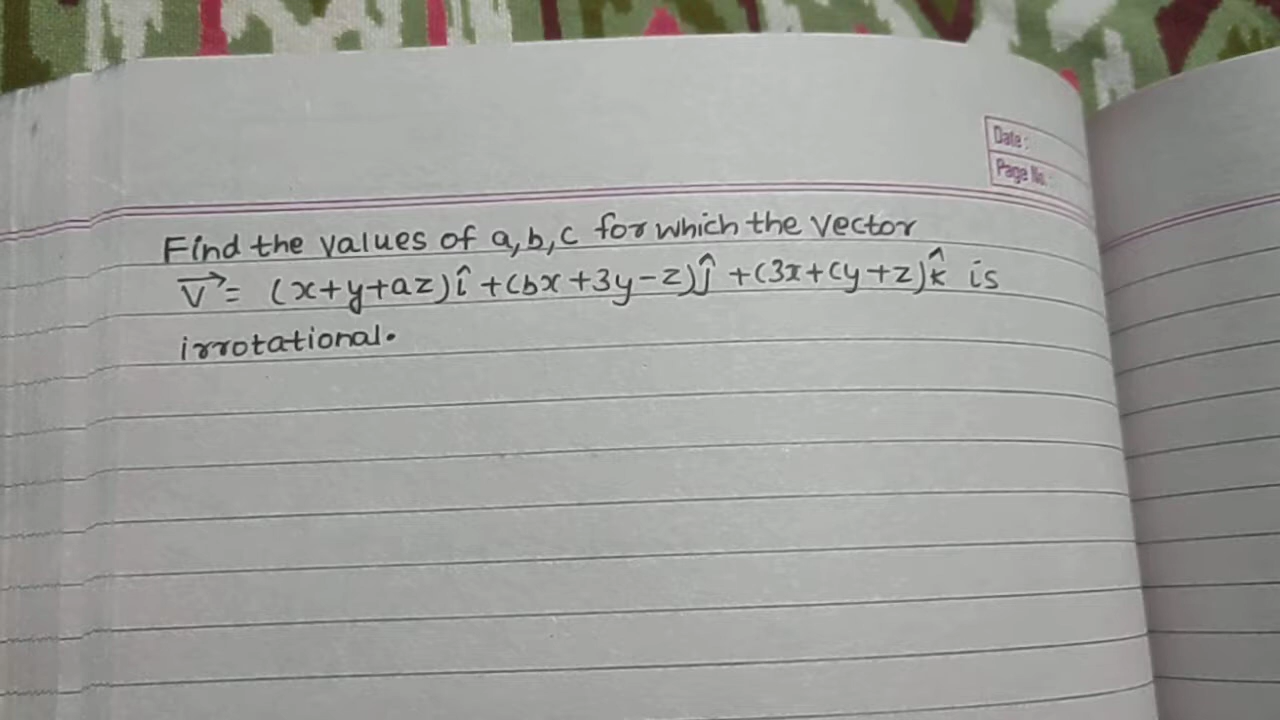 Date:
Page No.
Find the values of a,b,c for which the vector
V⃗ = (x+y+az)î +(bx+3y-z)ĵ +(3x+cy+z)k̂ is
irrotational.